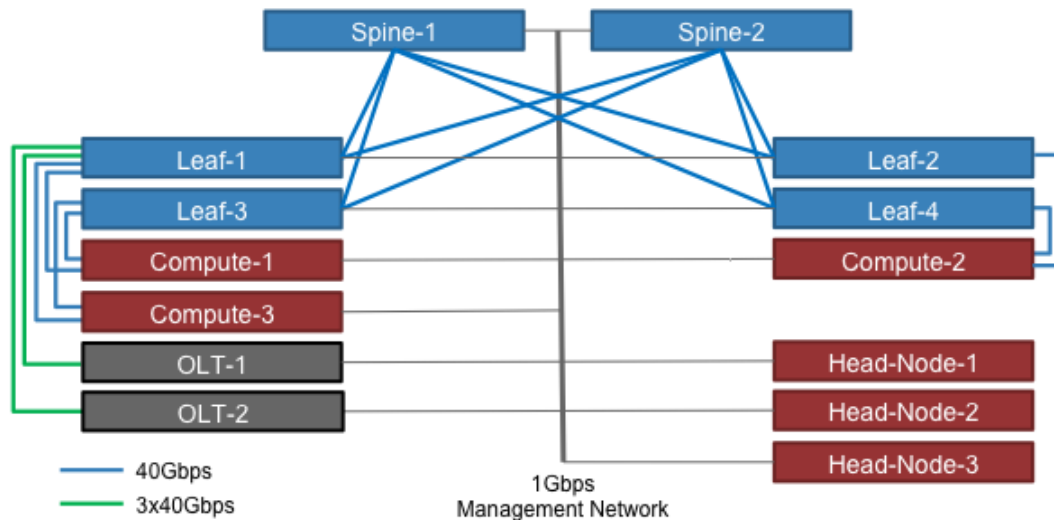 Spine-1
Spine-2
Leaf-1
Leaf-2
Leaf-3
Leaf-4
Compute-1
Compute-2
Compute-3
OLT-1
Head-Node-1
OLT-2
Head-Node-2
Head-Node-3
40Gbps
3x40Gbps
1Gbps
Management Network